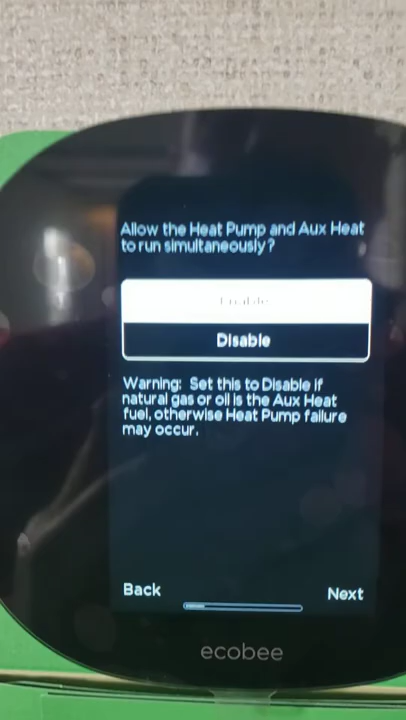 Allow the Heat Pump and Aux Heat
to run simultaneously?
Enable
Disable
Warning: Set this to Disable if
natural gas or oil is the Aux Heat
fuel, otherwise Heat Pump failure
may occur.
Back
Next
ecobee